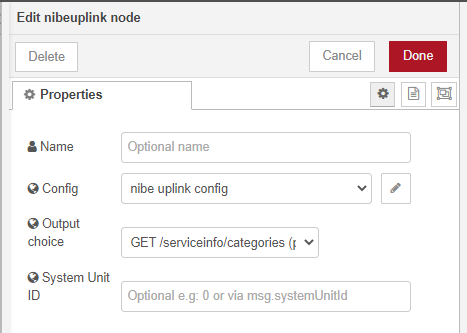 Edit nibeuplink node
Delete Cancel Done
Properties
Name Optional name
Config nibe uplink config
Output choice GET /serviceinfo/categories (
System Unit ID Optional e.g: 0 or via msg.systemUnitId